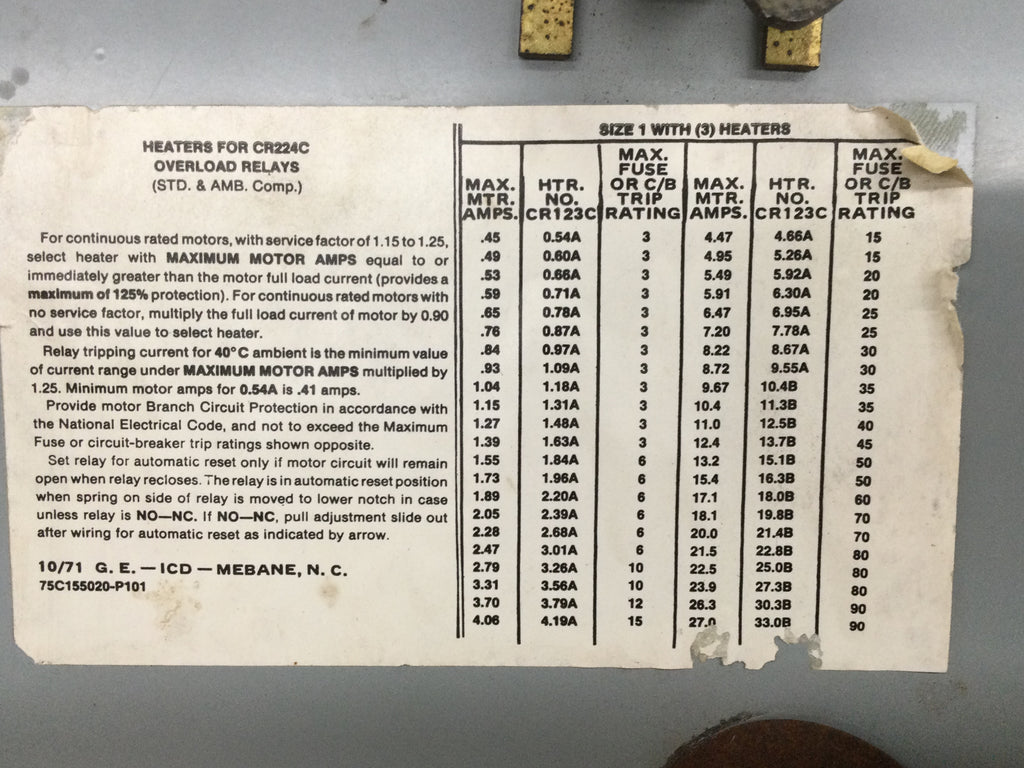 HEATERS FOR CR224C
OVERLOAD RELAYS
(STD. & AMB. Comp.)
For continuous rated motors, with service factor of 1.15 to 1.25,
select heater with MAXIMUM MOTOR AMPS equal to or
immediately greater than the motor full load current (provides a
maximum of 125% protection). For continuous rated motors with
no service factor, multiply the full load current of motor by 0.90
and use this value to select heater.
Relay tripping current for 40°C ambient is the minimum value
of current range under MAXIMUM MOTOR AMPS multiplied by
1.25. Minimum motor amps for 0.54A is .41 amps.
Provide motor Branch Circuit Protection in accordance with
the National Electrical Code, and not to exceed the Maximum
Fuse or circuit-breaker trip ratings shown opposite.
Set relay for automatic reset only if motor circuit will remain
open when relay recloses. The relay is in automatic reset position
when spring on side of relay is moved to lower notch in case
unless relay is NO—NC. If NO—NC, pull adjustment slide out
after wiring for automatic reset as indicated by arrow.
10/71 G. E. — ICD — MEBANE, N. C.
75C155020-P101
SIZE 1 WITH (3) HEATERS
MAX. MAX.
FUSE FUSE
MAX. HTR. OR C/B MAX. HTR. OR C/B
MTR. NO. TRIP MTR. NO. TRIP
AMPS. CR123C RATING AMPS. CR123C RATING
.45 0.54A 3 4.47 4.66A 15
.49 0.60A 3 4.95 5.26A 15
.53 0.66A 3 5.49 5.92A 20
.59 0.71A 3 5.91 6.30A 20
.65 0.78A 3 6.47 6.95A 25
.76 0.87A 3 7.20 7.78A 25
.84 0.97A 3 8.22 8.67A 30
.93 1.09A 3 8.72 9.55A 30
1.04 1.18A 3 9.67 10.4B 35
1.15 1.31A 3 10.4 11.3B 35
1.27 1.48A 3 11.0 12.5B 40
1.39 1.63A 3 12.4 13.7B 45
1.55 1.84A 6 13.2 15.1B 50
1.73 1.96A 6 15.4 16.3B 50
1.89 2.20A 6 17.1 18.0B 60
2.05 2.39A 6 18.1 19.8B 70
2.28 2.68A 6 20.0 21.4B 70
2.47 3.01A 6 21.5 22.8B 80
2.79 3.26A 10 22.5 25.0B 80
3.31 3.56A 10 23.9 27.3B 80
3.70 3.79A 12 26.3 30.3B 90
4.06 4.19A 15 27.0 33.0B 90